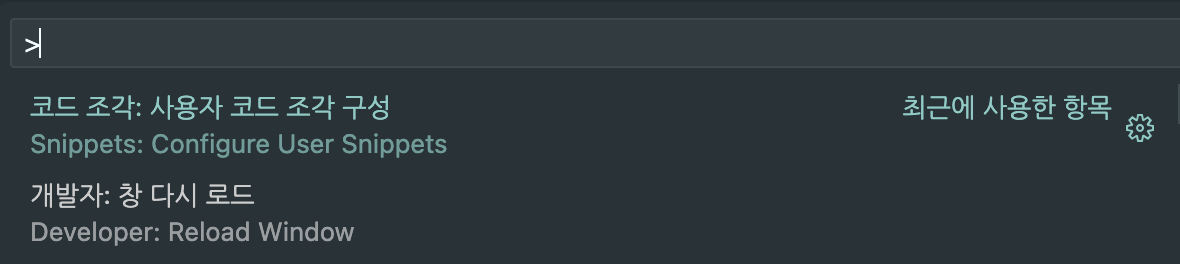 >
코드 조각: 사용자 코드 조각 구성
최근에 사용한 항목
Snippets: Configure User Snippets
개발자: 창 다시 로드
Developer: Reload Window